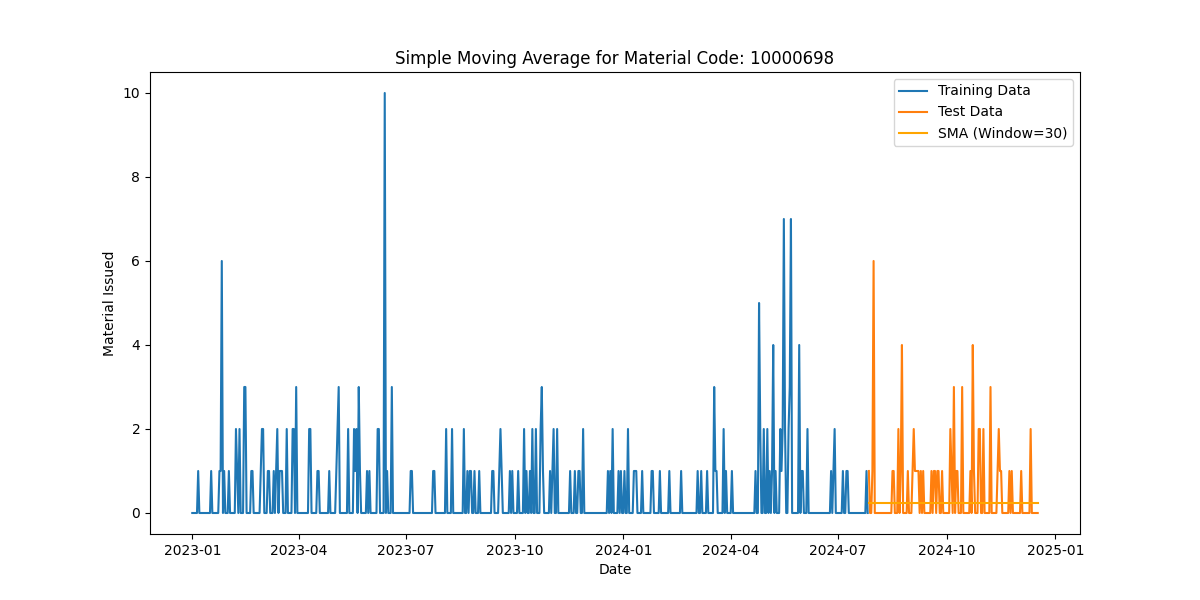 Simple Moving Average for Material Code: 10000698
Training Data
Test Data
SMA (Window=30)
Material Issued
10
8
6
4
2
0
2023-01 2023-04 2023-07 2023-10 2024-01 2024-04 2024-07 2024-10 2025-01
Date